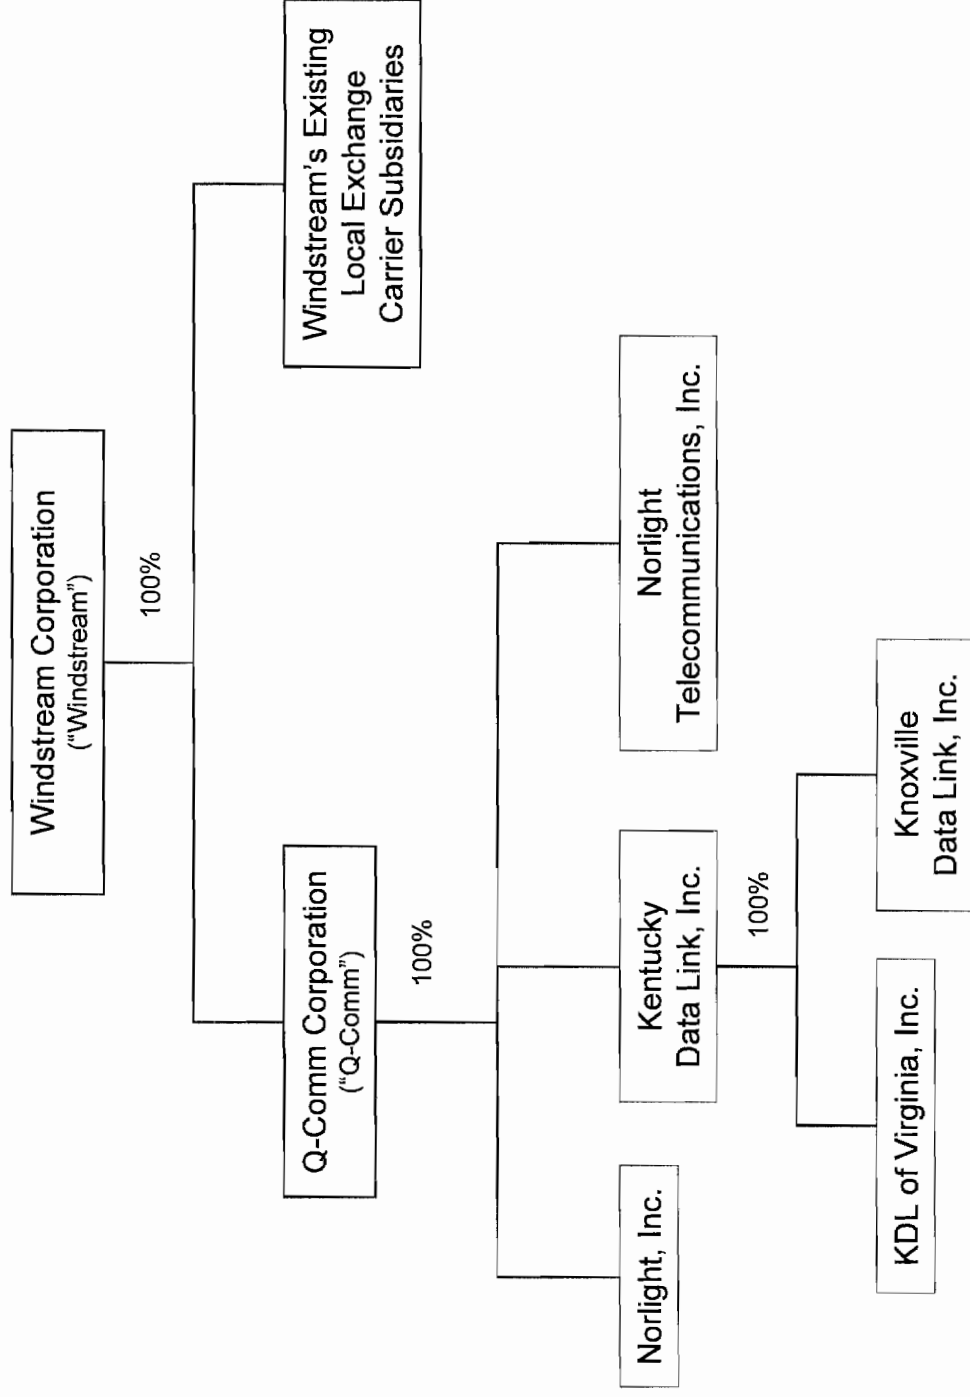 Windstream Corporation
(“Windstream”)
100%
Q-Comm Corporation
(“Q-Comm”)
Windstream’s Existing
Local Exchange
Carrier Subsidiaries
100%
Norlight, Inc.
Kentucky
Data Link, Inc.
Norlight
Telecommunications, Inc.
100%
KDL of Virginia, Inc.
Knoxville
Data Link, Inc.